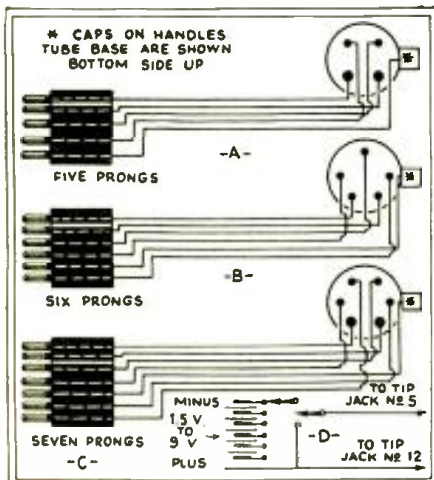 * CAPS ON HANDLES
TUBE BASE ARE SHOWN
BOTTOM SIDE UP
*
-A-
FIVE PRONGS
*
-B-
SIX PRONGS
*
SEVEN PRONGS
-C-
MINUS
1.5 V.
TO
9 V
PLUS
-D-
TO TIP
JACK Nº 5
TO TIP
JACK Nº 12